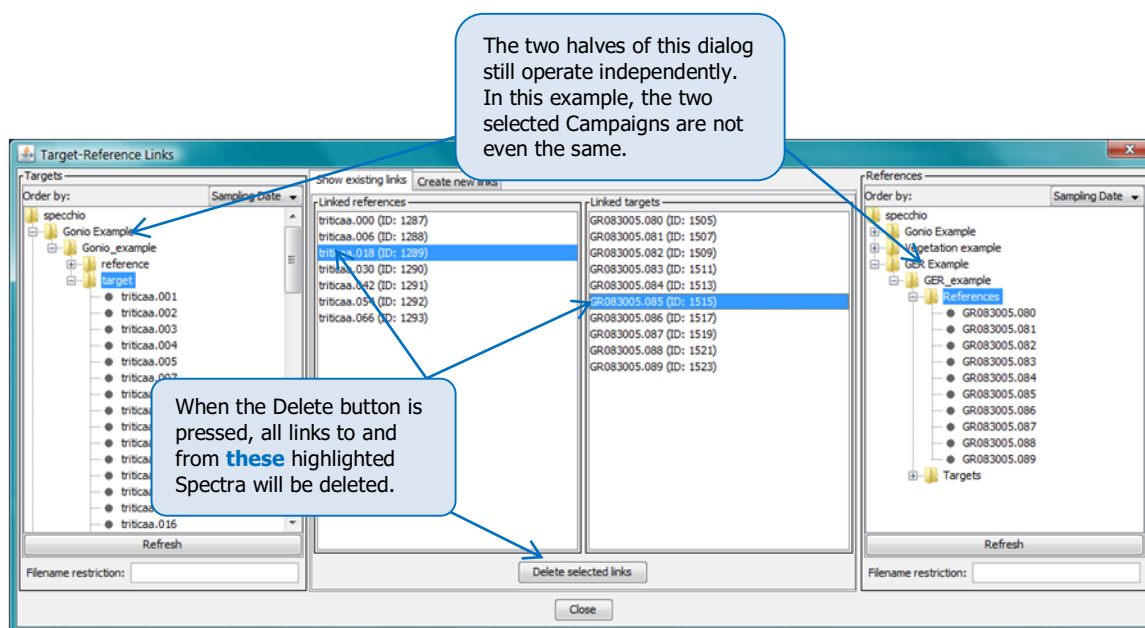 The two halves of this dialog
still operate independently.
In this example, the two
selected Campaigns are not
even the same.
Target-Reference Links
Targets
Order by:
Sampling Date
specchio
Gonio Example
Gonio_example
reference
target
triticaa.001
triticaa.002
triticaa.003
triticaa.004
triticaa.005
triticaa.016
Refresh
Filename restriction:
Show existing links
Create new links
Linked references
triticaa.000 (ID: 1287)
triticaa.006 (ID: 1288)
triticaa.018 (ID: 1289)
triticaa.030 (ID: 1290)
triticaa.042 (ID: 1291)
triticaa.054 (ID: 1292)
triticaa.066 (ID: 1293)
Linked targets
GR083005.080 (ID: 1505)
GR083005.081 (ID: 1507)
GR083005.082 (ID: 1509)
GR083005.083 (ID: 1511)
GR083005.084 (ID: 1513)
GR083005.085 (ID: 1515)
GR083005.086 (ID: 1517)
GR083005.087 (ID: 1519)
GR083005.088 (ID: 1521)
GR083005.089 (ID: 1523)
When the Delete button is
pressed, all links to and
from these highlighted
Spectra will be deleted.
Delete selected links
Close
References
Order by:
Sampling Date
specchio
Gonio Example
Vegetation example
GER Example
GER_example
References
GR083005.080
GR083005.081
GR083005.082
GR083005.083
GR083005.084
GR083005.085
GR083005.086
GR083005.087
GR083005.088
GR083005.089
Targets
Refresh
Filename restriction: